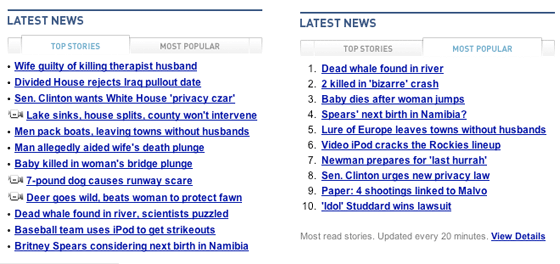 LATEST NEWS
TOP STORIES
MOST POPULAR
• Wife guilty of killing therapist husband
• Divided House rejects Iraq pullout date
• Sen. Clinton wants White House 'privacy czar'
Lake sinks, house splits, county won't intervene
• Men pack boats, leaving towns without husbands
• Man allegedly aided wife's death plunge
• Baby killed in woman's bridge plunge
7-pound dog causes runway scare
Deer goes wild, beats woman to protect fawn
• Dead whale found in river, scientists puzzled
• Baseball team uses iPod to get strikeouts
• Britney Spears considering next birth in Namibia
LATEST NEWS
TOP STORIES
MOST POPULAR
1. Dead whale found in river
2. 2 killed in 'bizarre' crash
3. Baby dies after woman jumps
4. Spears' next birth in Namibia?
5. Lure of Europe leaves towns without husbands
6. Video iPod cracks the Rockies lineup
7. Newman prepares for 'last hurrah'
8. Sen. Clinton urges new privacy law
9. Paper: 4 shootings linked to Malvo
10. 'Idol' Studdard wins lawsuit
Most read stories. Updated every 20 minutes. View Details